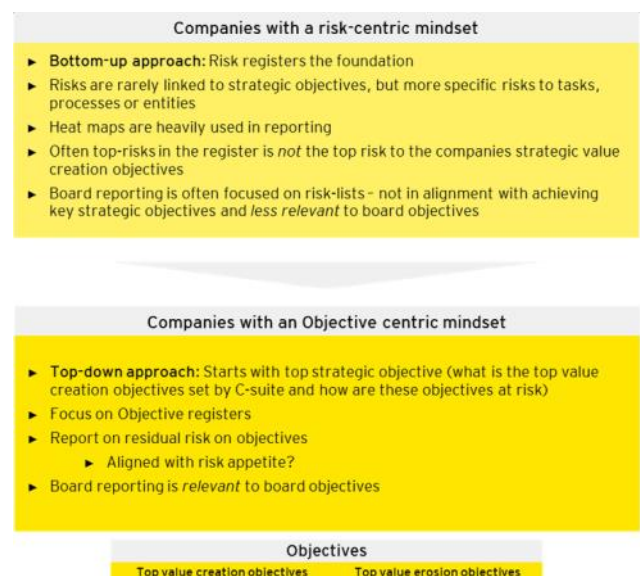 Companies with a risk-centric mindset
► Bottom-up approach: Risk registers the foundation
► Risks are rarely linked to strategic objectives, but more specific risks to tasks,
processes or entities
► Heat maps are heavily used in reporting
► Often top-risks in the register is not the top risk to the companies strategic value
creation objectives
► Board reporting is often focused on risk-lists – not in alignment with achieving
key strategic objectives and less relevant to board objectives
Companies with an Objective centric mindset
► Top-down approach: Starts with top strategic objective (what is the top value
creation objectives set by C-suite and how are these objectives at risk)
► Focus on Objective registers
► Report on residual risk on objectives
► Aligned with risk appetite?
► Board reporting is relevant to board objectives
Objectives
Top value creation objectives Top value erosion objectives